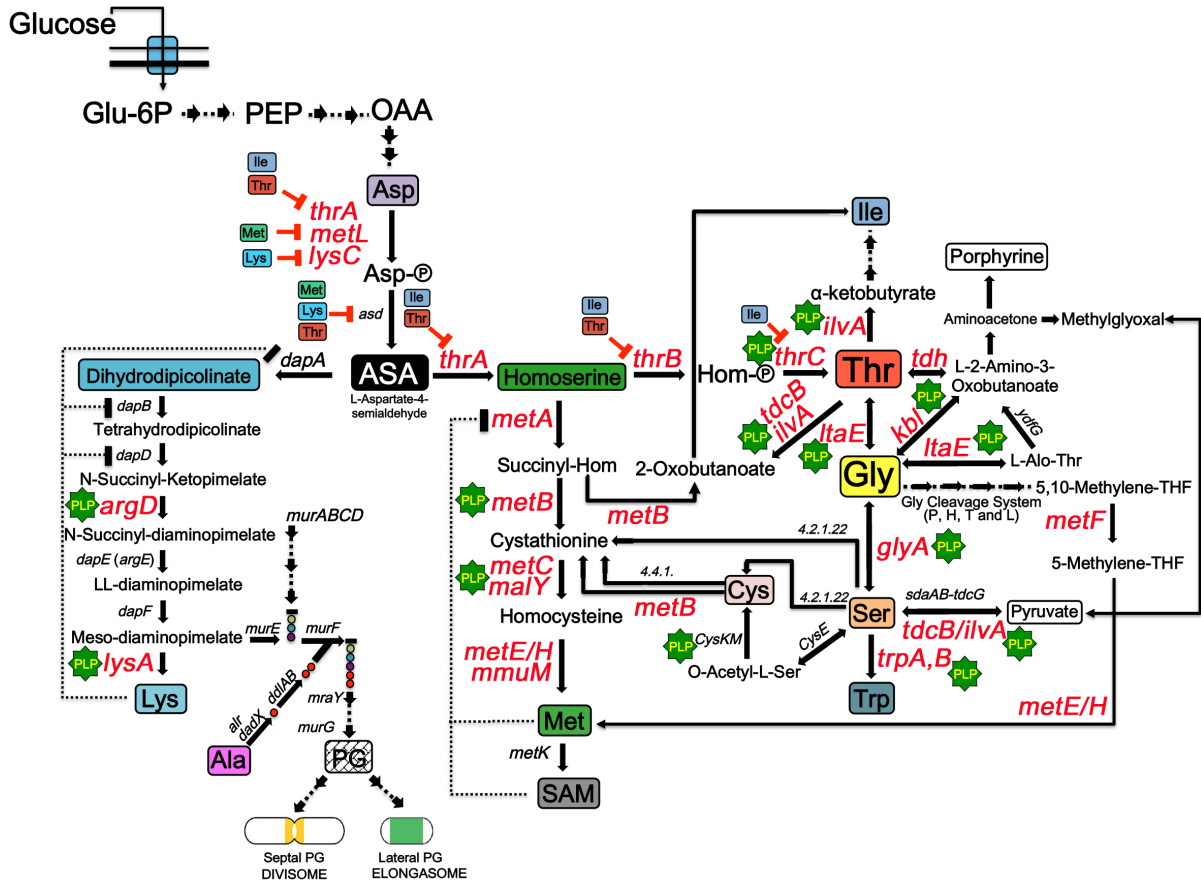 Glucose
Glu-6P
PEP
OAA
Ile
Thr
Asp
thrA
Met
metL
Lys
lysC
Asp-P
Met
Lys
Thr
asd
Ile
Thr
dapA
ASA
L-Aspartate-4-
semialdehyde
thrA
Homoserine
Ile
Thr
thrB
Hom-P
Ile
PLP
thrC
Thr
PLP
ilvA
α-ketobutyrate
Ile
Porphyrine
Aminoacetone
Methylglyoxal
tdh
L-2-Amino-3-
Oxobutanoate
PLP
kbl
ydfG
ltaE
PLP
L-Alo-Thr
tdcB
ilvA
PLP
ltaE
PLP
2-Oxobutanoate
Gly
Gly Cleavage System
(P, H, T and L)
5,10-Methylene-THF
metF
5-Methylene-THF
glyA
PLP
Dihydrodipicolinate
dapB
Tetrahydrodipicolinate
dapD
N-Succinyl-Ketopimelate
PLP
argD
N-Succinyl-diaminopimelate
dapE (argE)
LL-diaminopimelate
dapF
Meso-diaminopimelate
PLP
lysA
Lys
murABCD
murE
murF
ddlAB
alr
dadX
Ala
mraY
murG
PG
Septal PG
DIVISOME
Lateral PG
ELONGASOME
metA
Succinyl-Hom
PLP
metB
metB
Cystathionine
PLP
metC
malY
Homocysteine
metE/H
mmuM
Met
metK
SAM
4.2.1.22
4.4.1.
metB
Cys
4.2.1.22
PLP
CysKM
O-Acetyl-L-Ser
CysE
Ser
sdaAB-tdcG
Pyruvate
tdcB/ilvA
PLP
trpA,B
PLP
Trp
metE/H